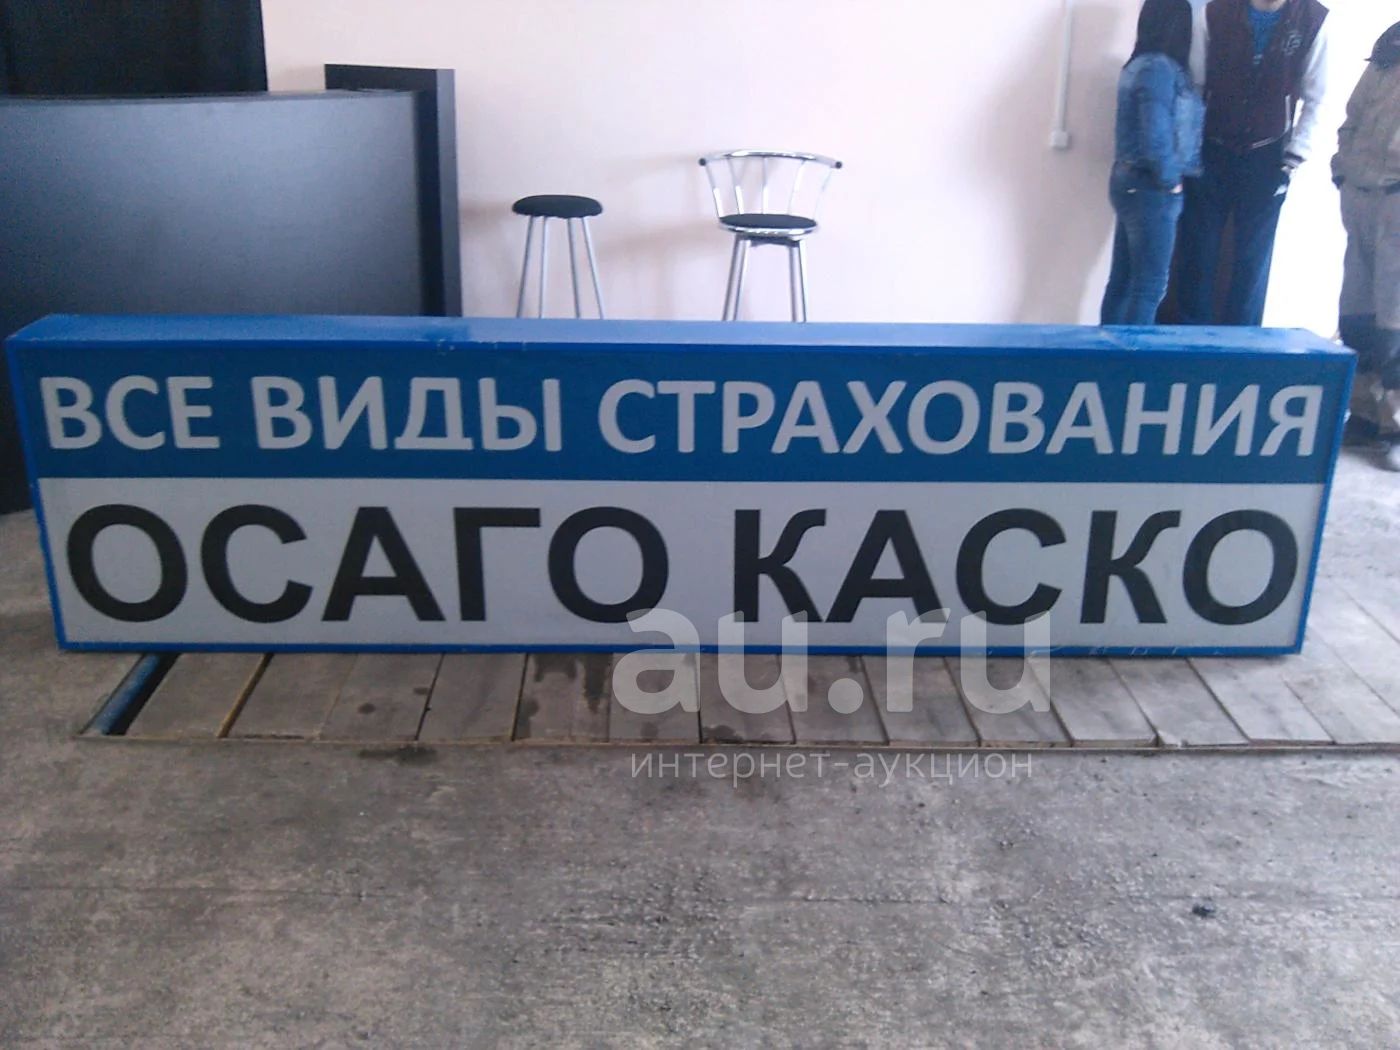 ВСЕ ВИДЫ СТРАХОВАНИЯ
ОСАГО КАСКО
au.ru
интернет-аукцион